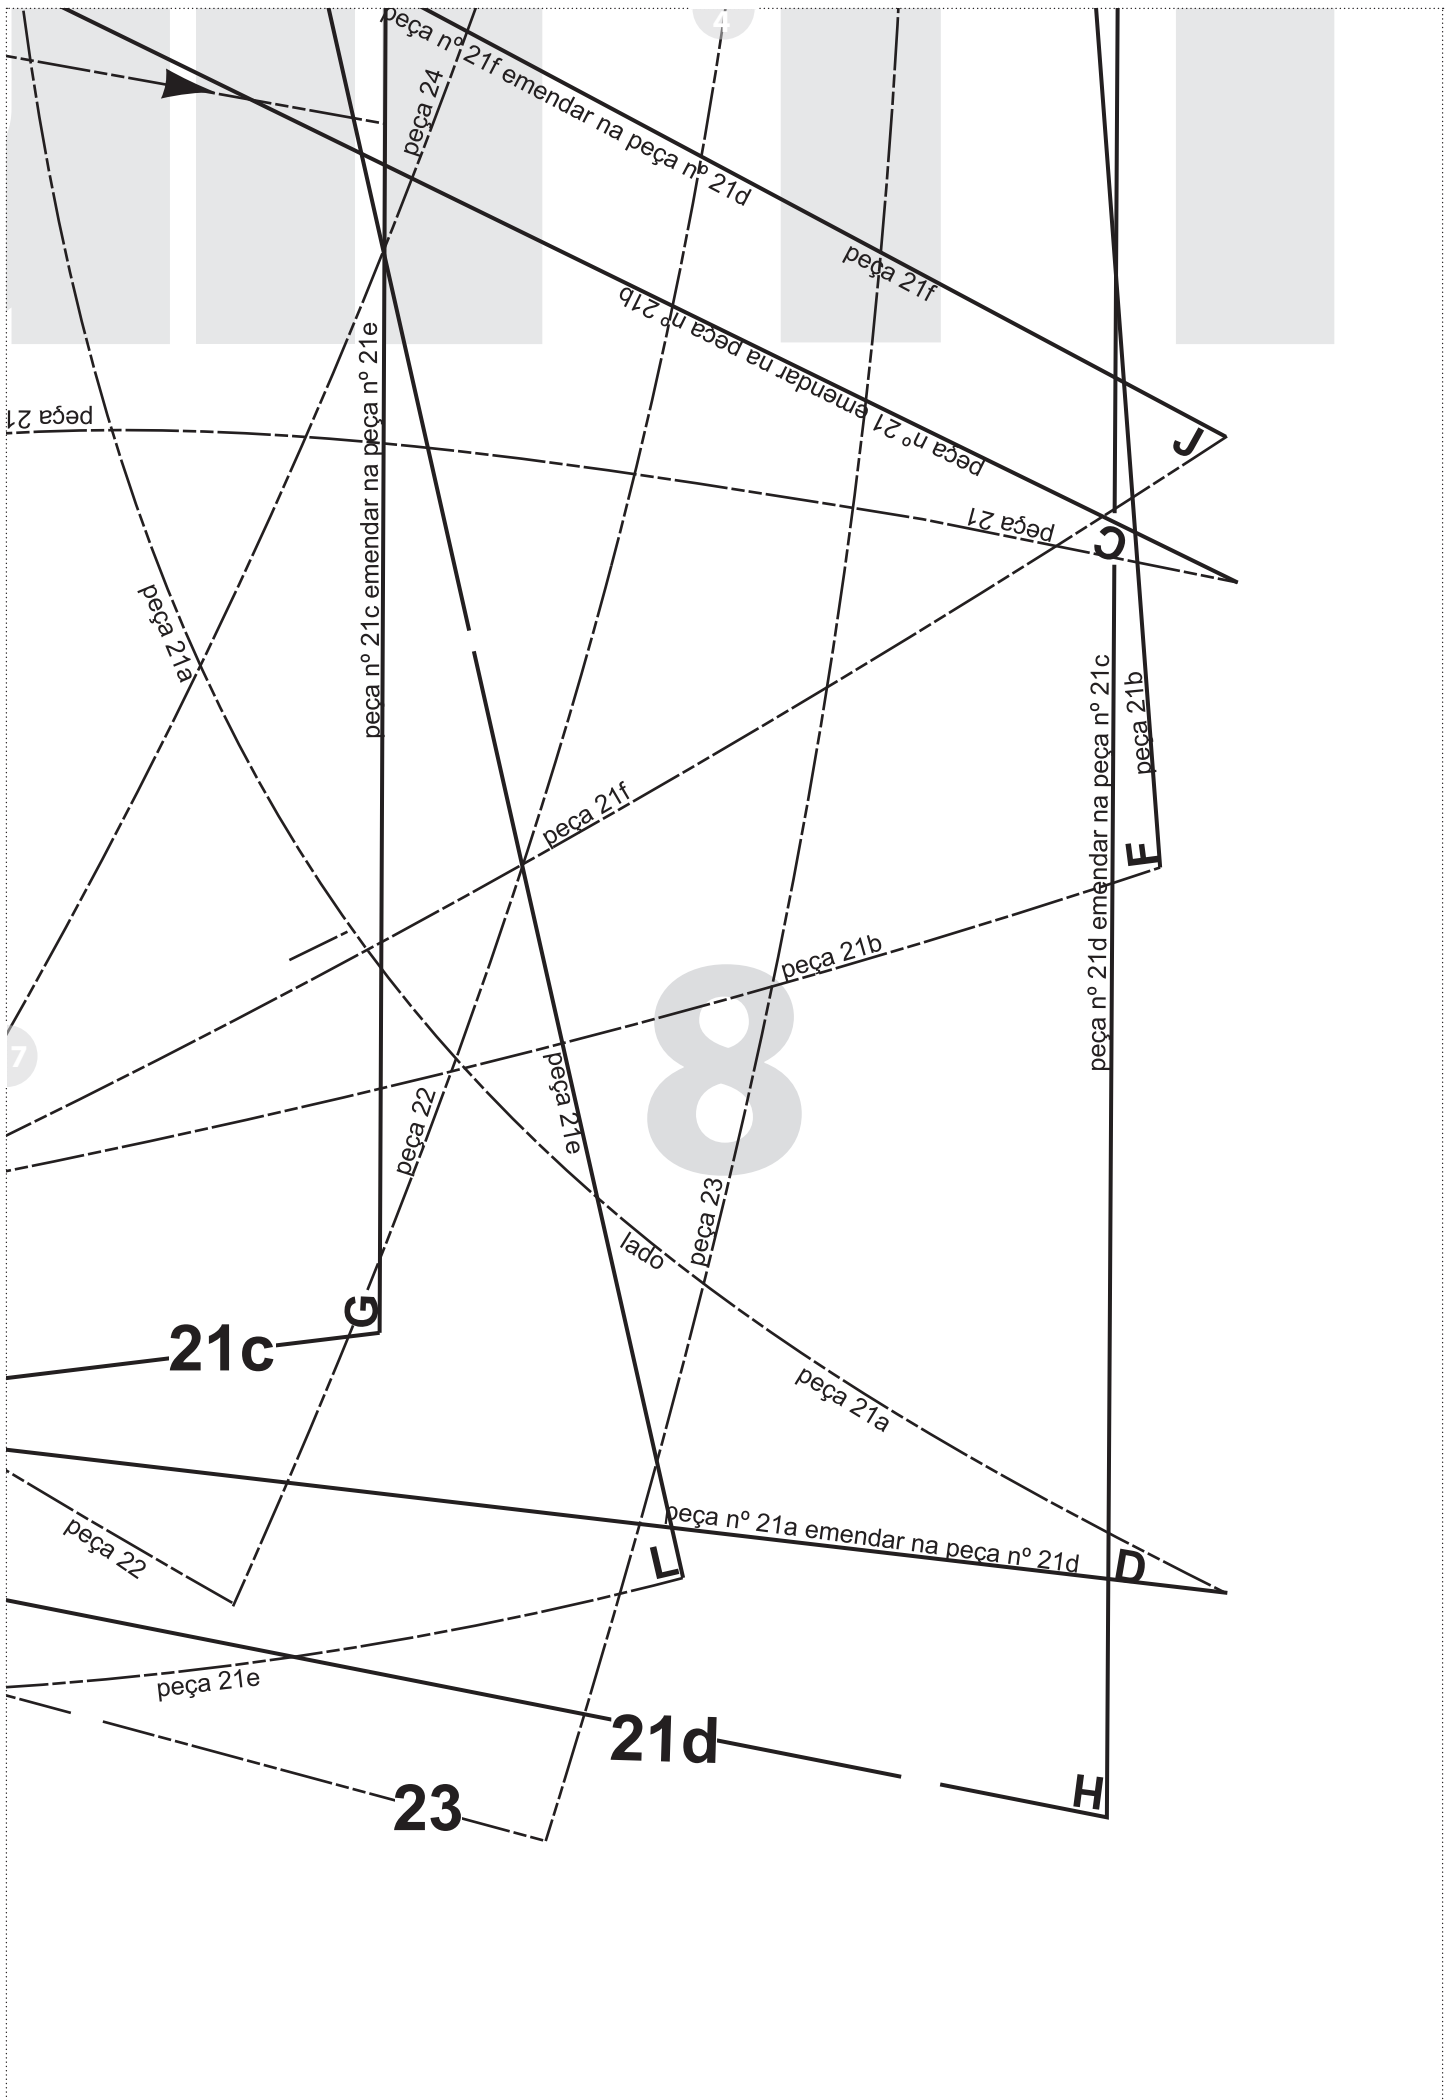 4
peça nº 21f emendar na peça nº 21d
peça 24
peça 21f
peça nº 21 emendar na peça nº 21b
peça nº 21c emendar na peça nº 21e
peça 21
J
peça 21
C
peça 21a
peça nº 21d emendar na peça nº 21c
peça 21b
peça 21f
F
peça 21b
8
7
peça 21e
peça 22
peça 23
lado
G
21c
peça 21a
peça nº 21a emendar na peça nº 21d
D
L
peça 22
peça 21e
21d
H
23